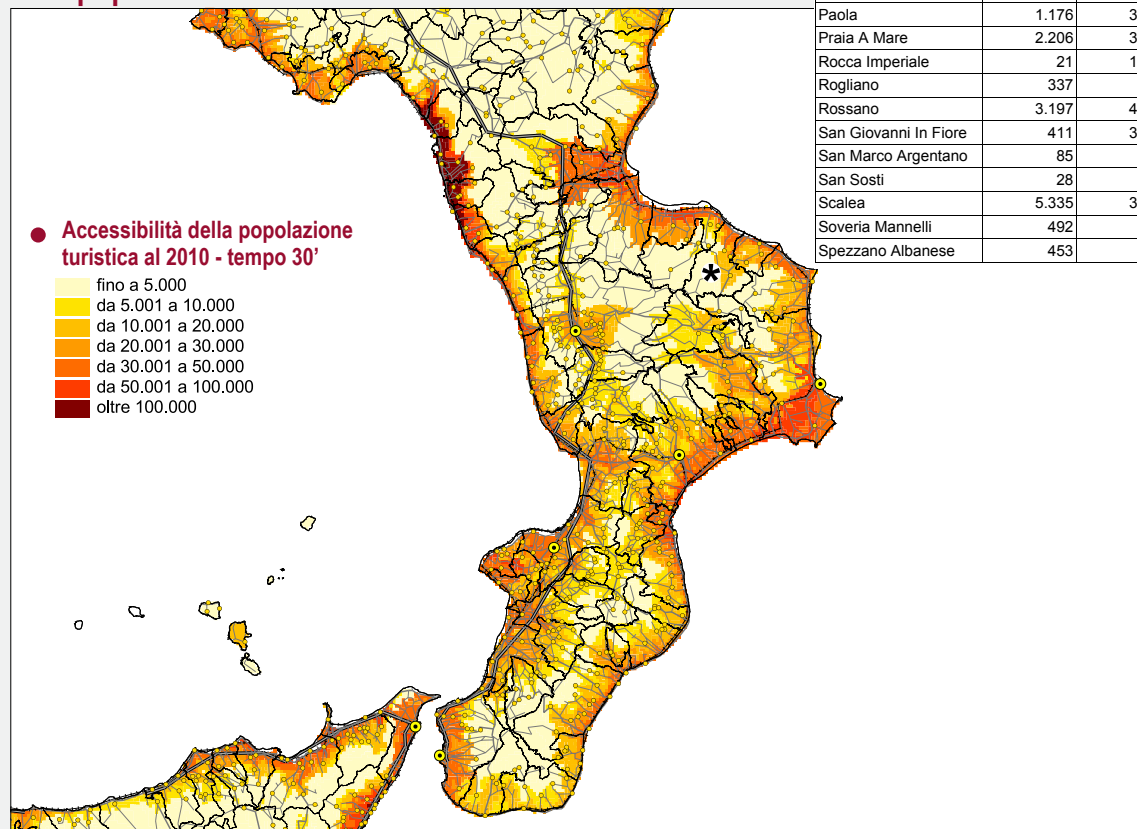 Paola 1.176 3
Praia A Mare 2.206 3
Rocca Imperiale 21 1
Rogliano 337
Rossano 3.197 4
San Giovanni In Fiore 411 3
San Marco Argentano 85
San Sosti 28
Scalea 5.335 3
Soveria Mannelli 492
Spezzano Albanese 453
● Accessibilità della popolazione
turistica al 2010 - tempo 30'
fino a 5.000
da 5.001 a 10.000
da 10.001 a 20.000
da 20.001 a 30.000
da 30.001 a 50.000
da 50.001 a 100.000
oltre 100.000
*